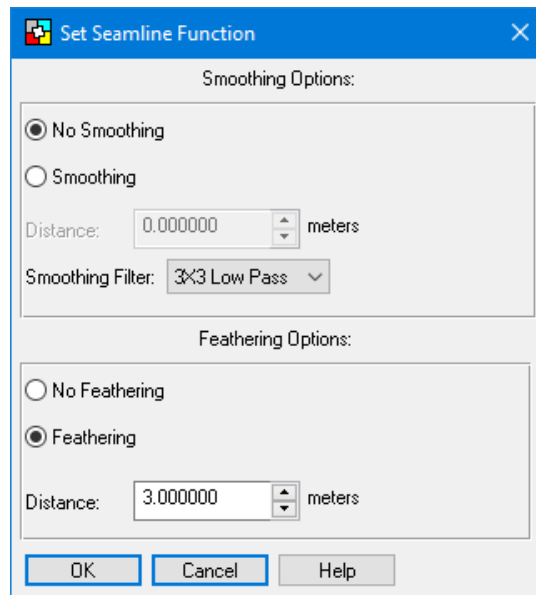 Set Seamline Function
Smoothing Options:
No Smoothing
Smoothing
Distance: 0.000000 meters
Smoothing Filter: 3X3 Low Pass
Feathering Options:
No Feathering
Feathering
Distance: 3.000000 meters
OK Cancel Help